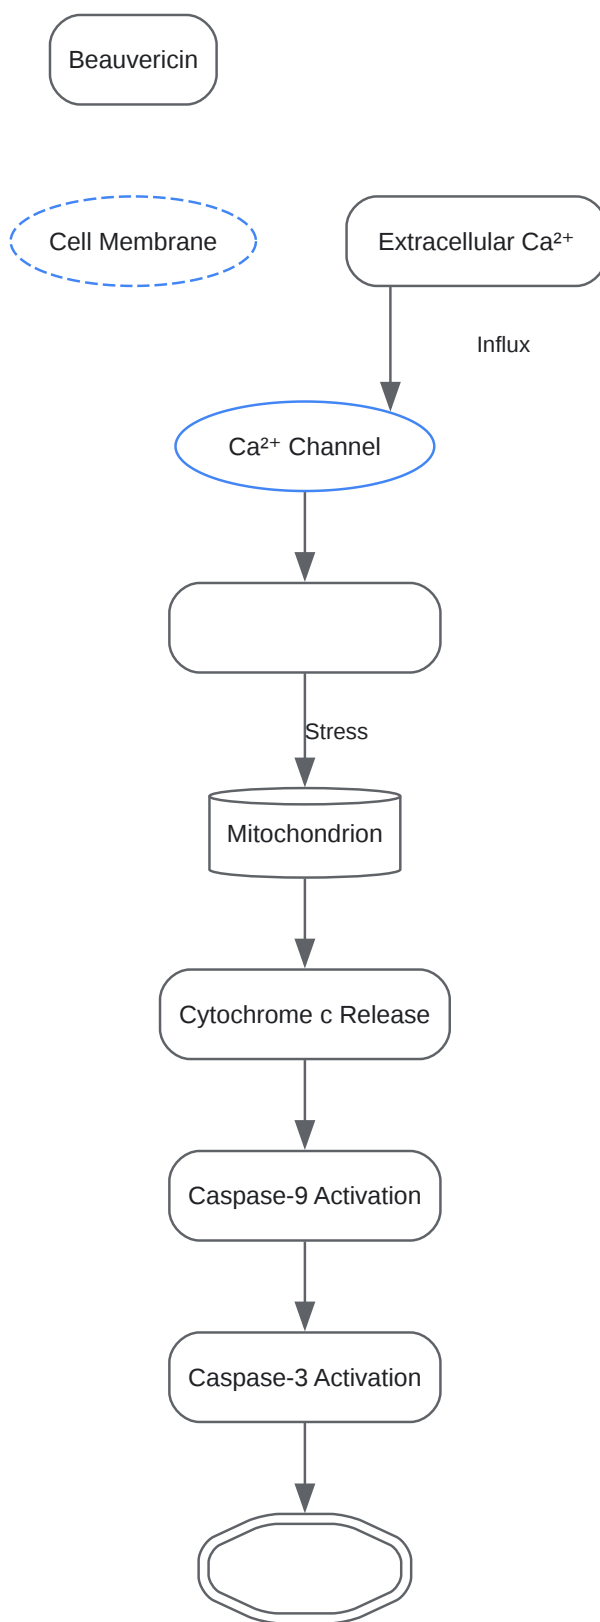 Beauvericin
Cell Membrane
Extracellular Ca²⁺
Influx
Ca²⁺ Channel
Stress
Mitochondrion
Cytochrome c Release
Caspase-9 Activation
Caspase-3 Activation